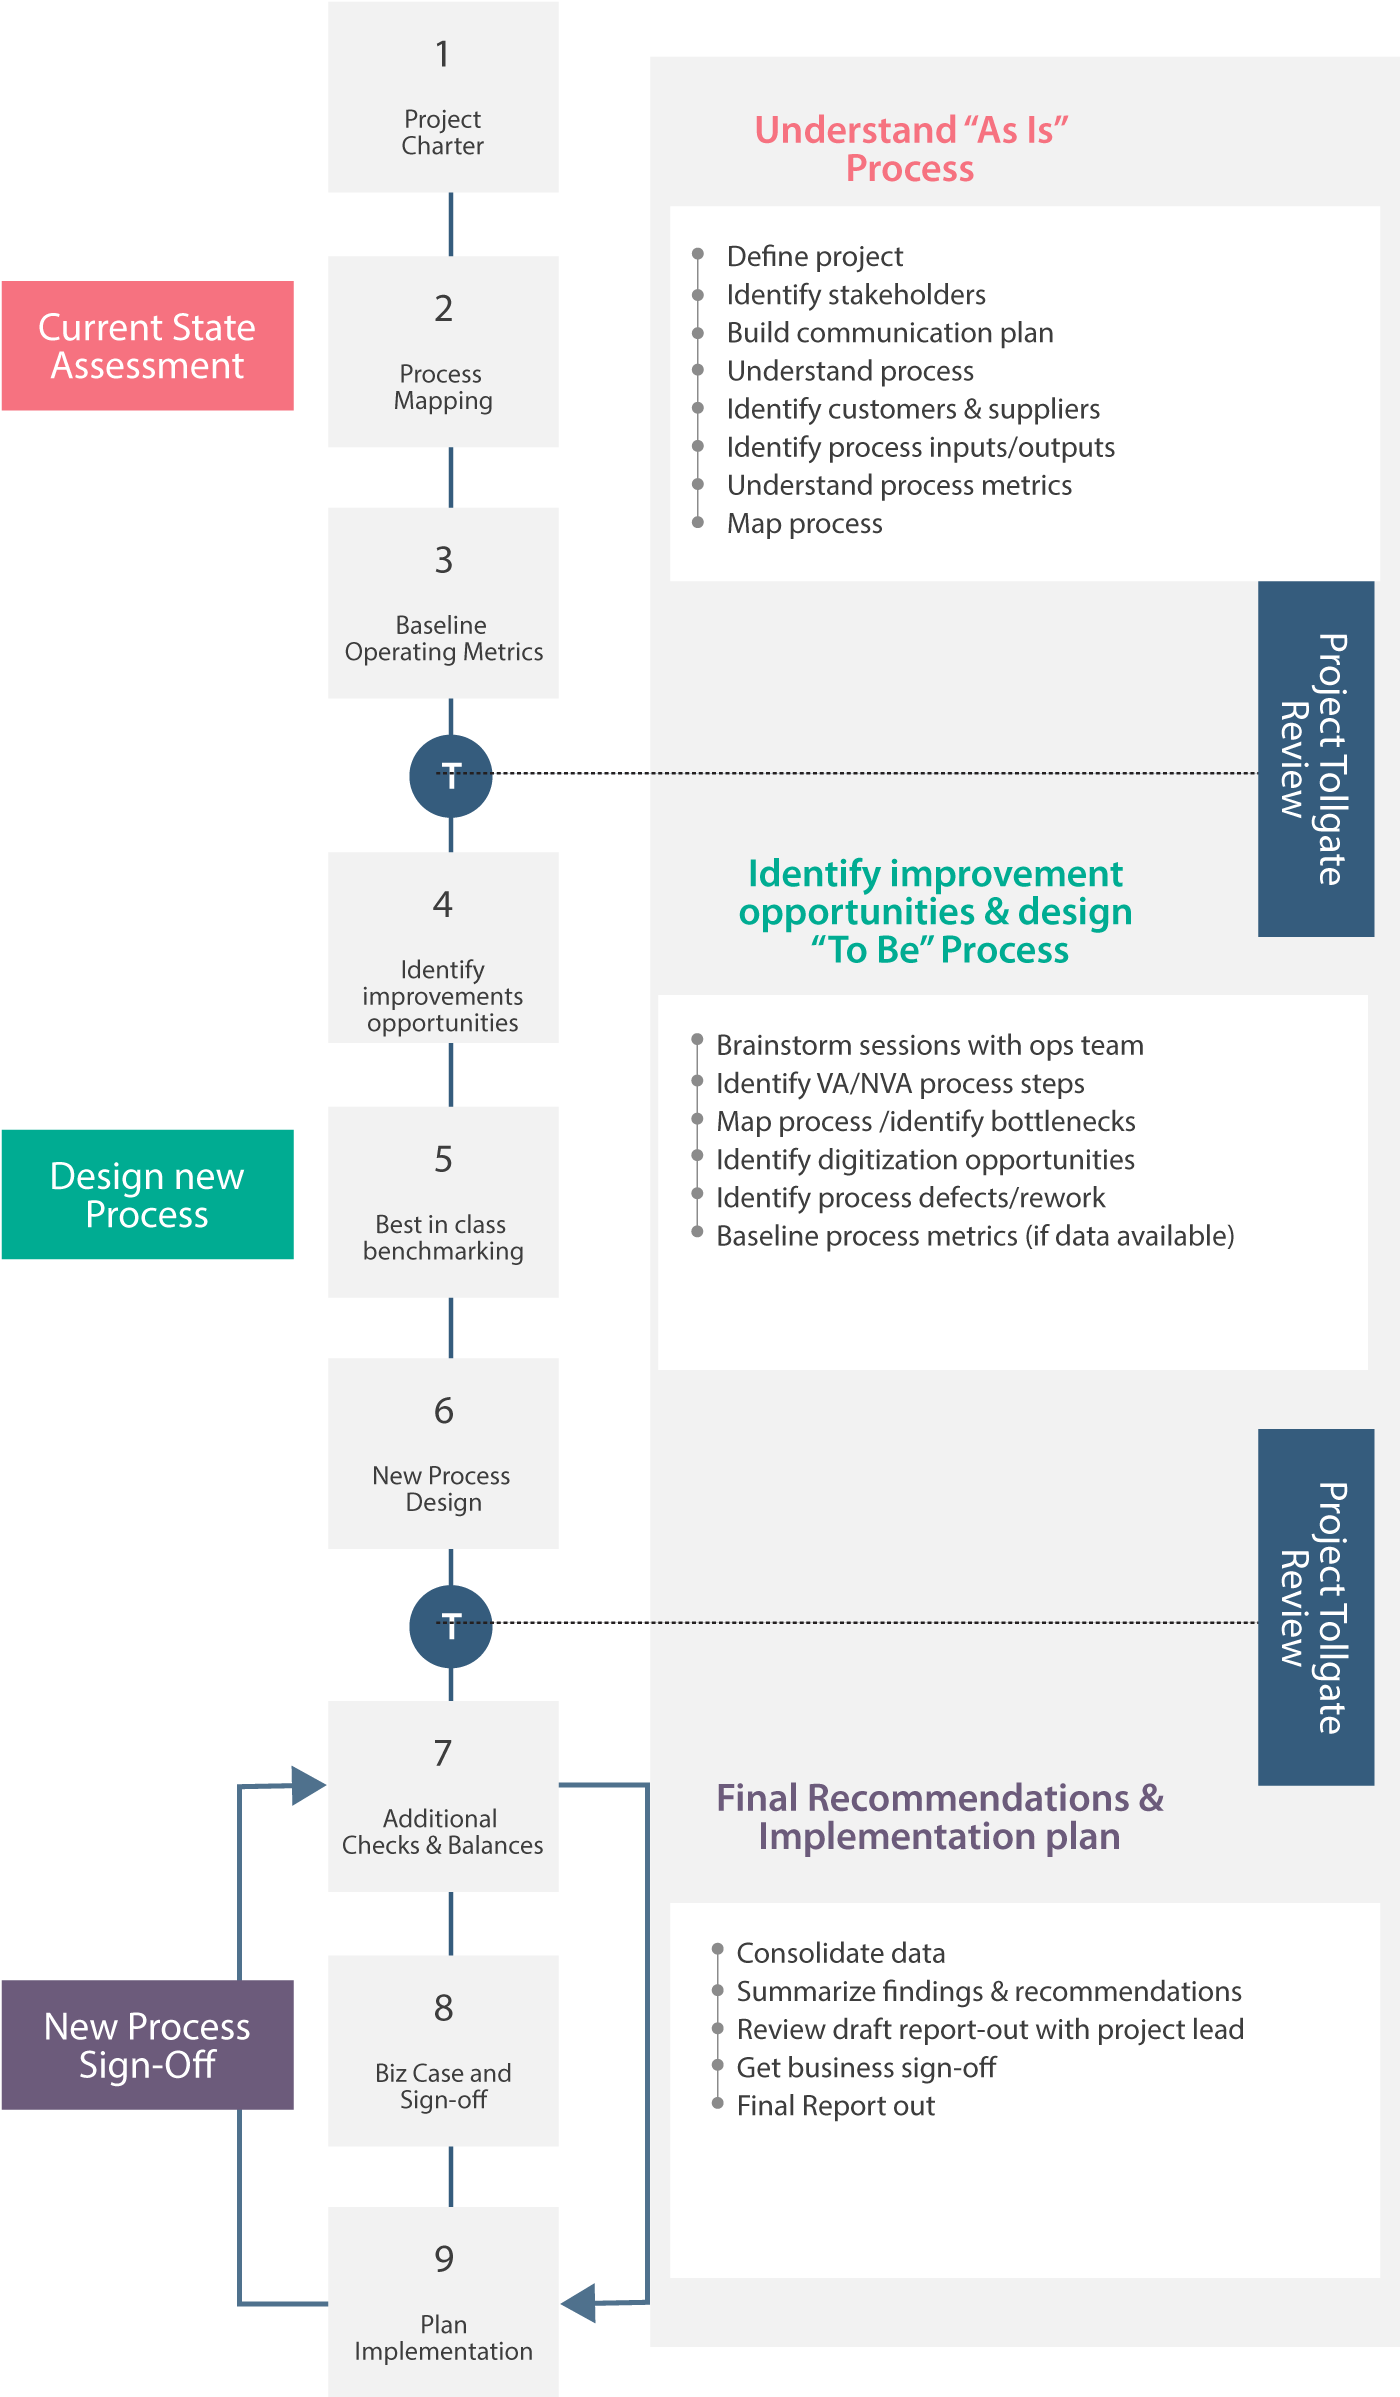 1
Project
Charter
Understand “As Is”
Process
Current State
Assessment
2
Process
Mapping
Define project
Identify stakeholders
Build communication plan
Understand process
Identify customers & suppliers
Identify process inputs/outputs
Understand process metrics
Map process
3
Baseline
Operating Metrics
T
Project Tollgate
Review
4
Identify
improvements
opportunities
Identify improvement
opportunities & design
“To Be” Process
Design new
Process
5
Best in class
benchmarking
Brainstorm sessions with ops team
Identify VA/NVA process steps
Map process /identify bottlenecks
Identify digitization opportunities
Identify process defects/rework
Baseline process metrics (if data available)
6
New Process
Design
T
Project Tollgate
Review
7
Additional
Checks & Balances
Final Recommendations &
Implementation plan
New Process
Sign-Off
8
Biz Case and
Sign-off
Consolidate data
Summarize findings & recommendations
Review draft report-out with project lead
Get business sign-off
Final Report out
9
Plan
Implementation